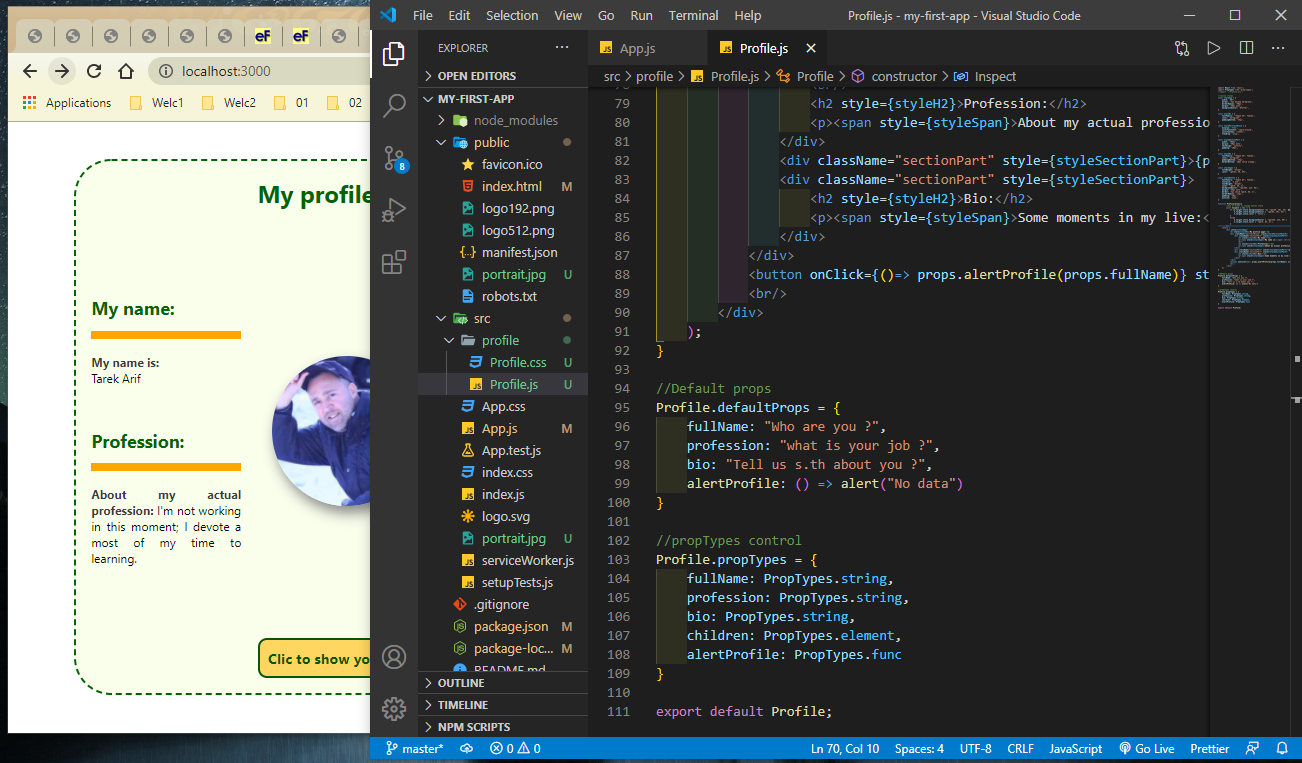 eF
eF
localhost:3000
Applications
Welc1
Welc2
01
02
My profile
My name:
My name is:
Tarek Arif
Profession:
About my actual
profession: I'm not working
in this moment; I devote a
most of my time to
learning.
Clic to show yo
File Edit Selection View Go Run Terminal Help
Profile.js - my-first-app - Visual Studio Code
EXPLORER
OPEN EDITORS
MY-FIRST-APP
node_modules
public
favicon.ico
index.html M
logo192.png
logo512.png
manifest.json
portrait.jpg U
robots.txt
src
profile
Profile.css U
Profile.js U
App.css
App.js M
App.test.js
index.css
index.js
logo.svg
portrait.jpg U
serviceWorker.js
setupTests.js
.gitignore
package.json M
package-loc... M
README.md
OUTLINE
TIMELINE
NPM SCRIPTS
8
App.js
Profile.js
src > profile > Profile.js > Profile > constructor > Inspect
78 <br/>
79 <h2 style={styleH2}>Profession:</h2>
80 <p><span style={styleSpan}>About my actual professio
81 </div>
82 <div className="sectionPart" style={styleSectionPart}>{p
83 <div className="sectionPart" style={styleSectionPart}>
84 <h2 style={styleH2}>Bio:</h2>
85 <p><span style={styleSpan}>Some moments in my live:<
86 </div>
87 </div>
88 <button onClick={()=> props.alertProfile(props.fullName)} st
89 <br/>
90 </div>
91 );
92 }
93
94 //Default props
95 Profile.defaultProps = {
96 fullName: "Who are you ?",
97 profession: "what is your job ?",
98 bio: "Tell us s.th about you ?",
99 alertProfile: () => alert("No data")
100 }
101
102 //propTypes control
103 Profile.propTypes = {
104 fullName: PropTypes.string,
105 profession: PropTypes.string,
106 bio: PropTypes.string,
107 children: PropTypes.element,
108 alertProfile: PropTypes.func
109 }
110
111 export default Profile;
master* 0 0
Ln 70, Col 10 Spaces: 4 UTF-8 CRLF JavaScript Go Live Prettier